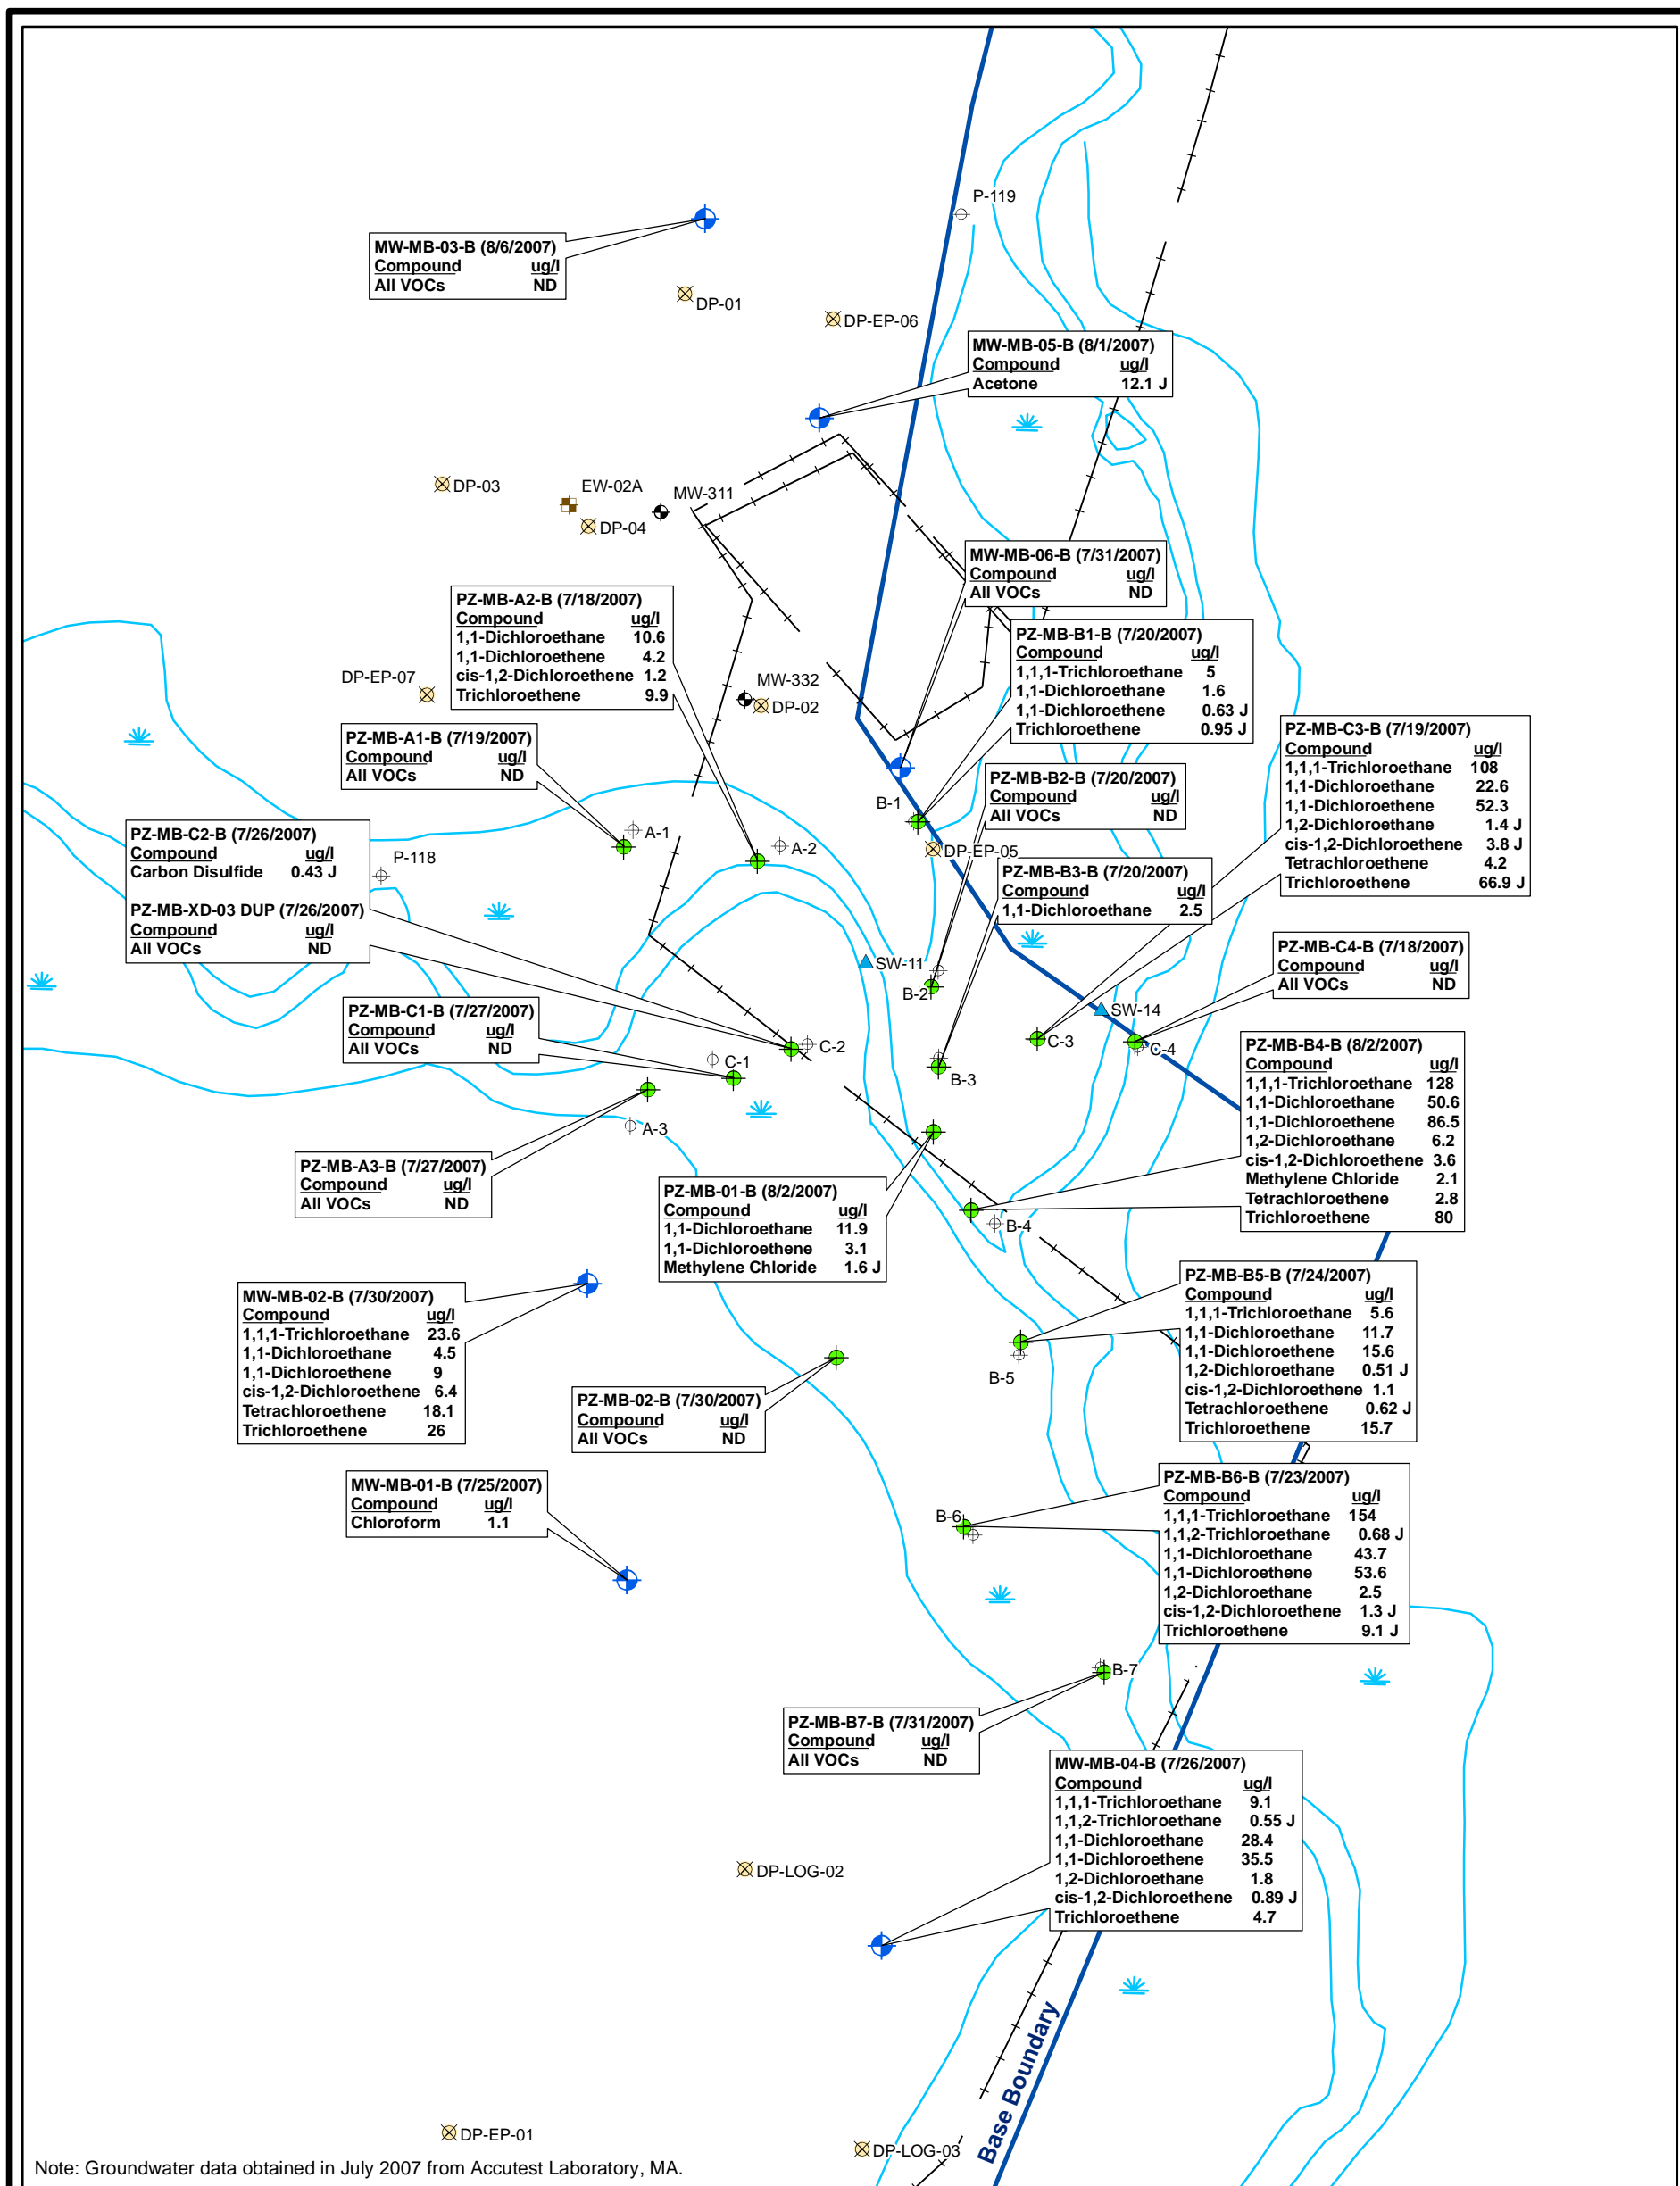 P-119
MW-MB-03-B (8/6/2007)
Compound ug/l
All VOCs ND
DP-01
DP-EP-06
MW-MB-05-B (8/1/2007)
Compound ug/l
Acetone 12.1 J
DP-03
EW-02A
MW-311
DP-04
MW-MB-06-B (7/31/2007)
Compound ug/l
All VOCs ND
PZ-MB-A2-B (7/18/2007)
Compound ug/l
1,1-Dichloroethane 10.6
1,1-Dichloroethene 4.2
cis-1,2-Dichloroethene 1.2
Trichloroethene 9.9
PZ-MB-B1-B (7/20/2007)
Compound ug/l
1,1,1-Trichloroethane 5
1,1-Dichloroethane 1.6
1,1-Dichloroethene 0.63 J
Trichloroethene 0.95 J
DP-EP-07
MW-332
DP-02
PZ-MB-C3-B (7/19/2007)
Compound ug/l
1,1,1-Trichloroethane 108
1,1-Dichloroethane 22.6
1,1-Dichloroethene 52.3
1,2-Dichloroethane 1.4 J
cis-1,2-Dichloroethene 3.8 J
Tetrachloroethene 4.2
Trichloroethene 66.9 J
PZ-MB-A1-B (7/19/2007)
Compound ug/l
All VOCs ND
PZ-MB-B2-B (7/20/2007)
Compound ug/l
All VOCs ND
B-1
PZ-MB-C2-B (7/26/2007)
Compound ug/l
Carbon Disulfide 0.43 J
PZ-MB-XD-03 DUP (7/26/2007)
Compound ug/l
All VOCs ND
P-118
A-1
A-2
DP-EP-05
PZ-MB-B3-B (7/20/2007)
Compound ug/l
1,1-Dichloroethane 2.5
PZ-MB-C4-B (7/18/2007)
Compound ug/l
All VOCs ND
SW-11
B-2
SW-14
PZ-MB-C1-B (7/27/2007)
Compound ug/l
All VOCs ND
C-2
C-1
C-3
C-4
B-3
A-3
PZ-MB-B4-B (8/2/2007)
Compound ug/l
1,1,1-Trichloroethane 128
1,1-Dichloroethane 50.6
1,1-Dichloroethene 86.5
1,2-Dichloroethane 6.2
cis-1,2-Dichloroethene 3.6
Methylene Chloride 2.1
Tetrachloroethene 2.8
Trichloroethene 80
PZ-MB-A3-B (7/27/2007)
Compound ug/l
All VOCs ND
PZ-MB-01-B (8/2/2007)
Compound ug/l
1,1-Dichloroethane 11.9
1,1-Dichloroethene 3.1
Methylene Chloride 1.6 J
B-4
MW-MB-02-B (7/30/2007)
Compound ug/l
1,1,1-Trichloroethane 23.6
1,1-Dichloroethane 4.5
1,1-Dichloroethene 9
cis-1,2-Dichloroethene 6.4
Tetrachloroethene 18.1
Trichloroethene 26
PZ-MB-B5-B (7/24/2007)
Compound ug/l
1,1,1-Trichloroethane 5.6
1,1-Dichloroethane 11.7
1,1-Dichloroethene 15.6
1,2-Dichloroethane 0.51 J
cis-1,2-Dichloroethene 1.1
Tetrachloroethene 0.62 J
Trichloroethene 15.7
B-5
PZ-MB-02-B (7/30/2007)
Compound ug/l
All VOCs ND
MW-MB-01-B (7/25/2007)
Compound ug/l
Chloroform 1.1
B-6
PZ-MB-B6-B (7/23/2007)
Compound ug/l
1,1,1-Trichloroethane 154
1,1,2-Trichloroethane 0.68 J
1,1-Dichloroethane 43.7
1,1-Dichloroethene 53.6
1,2-Dichloroethane 2.5
cis-1,2-Dichloroethene 1.3 J
Trichloroethene 9.1 J
B-7
PZ-MB-B7-B (7/31/2007)
Compound ug/l
All VOCs ND
MW-MB-04-B (7/26/2007)
Compound ug/l
1,1,1-Trichloroethane 9.1
1,1,2-Trichloroethane 0.55 J
1,1-Dichloroethane 28.4
1,1-Dichloroethene 35.5
1,2-Dichloroethane 1.8
cis-1,2-Dichloroethene 0.89 J
Trichloroethene 4.7
DP-LOG-02
Base Boundary
DP-EP-01
DP-LOG-03
Note: Groundwater data obtained in July 2007 from Accutest Laboratory, MA.